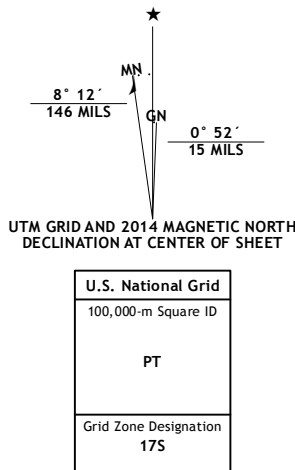 ★
MN
8° 12´
146 MILS
GN
0° 52´
15 MILS
UTM GRID AND 2014 MAGNETIC NORTH
DECLINATION AT CENTER OF SHEET
U.S. National Grid
100,000-m Square ID
PT
Grid Zone Designation
17S